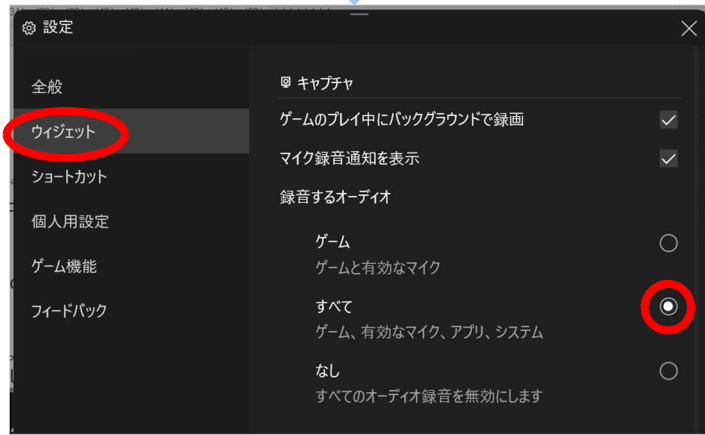 設定
全般
ウィジェット
ショートカット
個人用設定
ゲーム機能
フィードバック
キャプチャ
ゲームのプレイ中にバックグラウンドで録画
マイク録音通知を表示
録音するオーディオ
ゲーム
ゲームと有効なマイク
すべて
ゲーム、有効なマイク、アプリ、システム
なし
すべてのオーディオ録音を無効にします